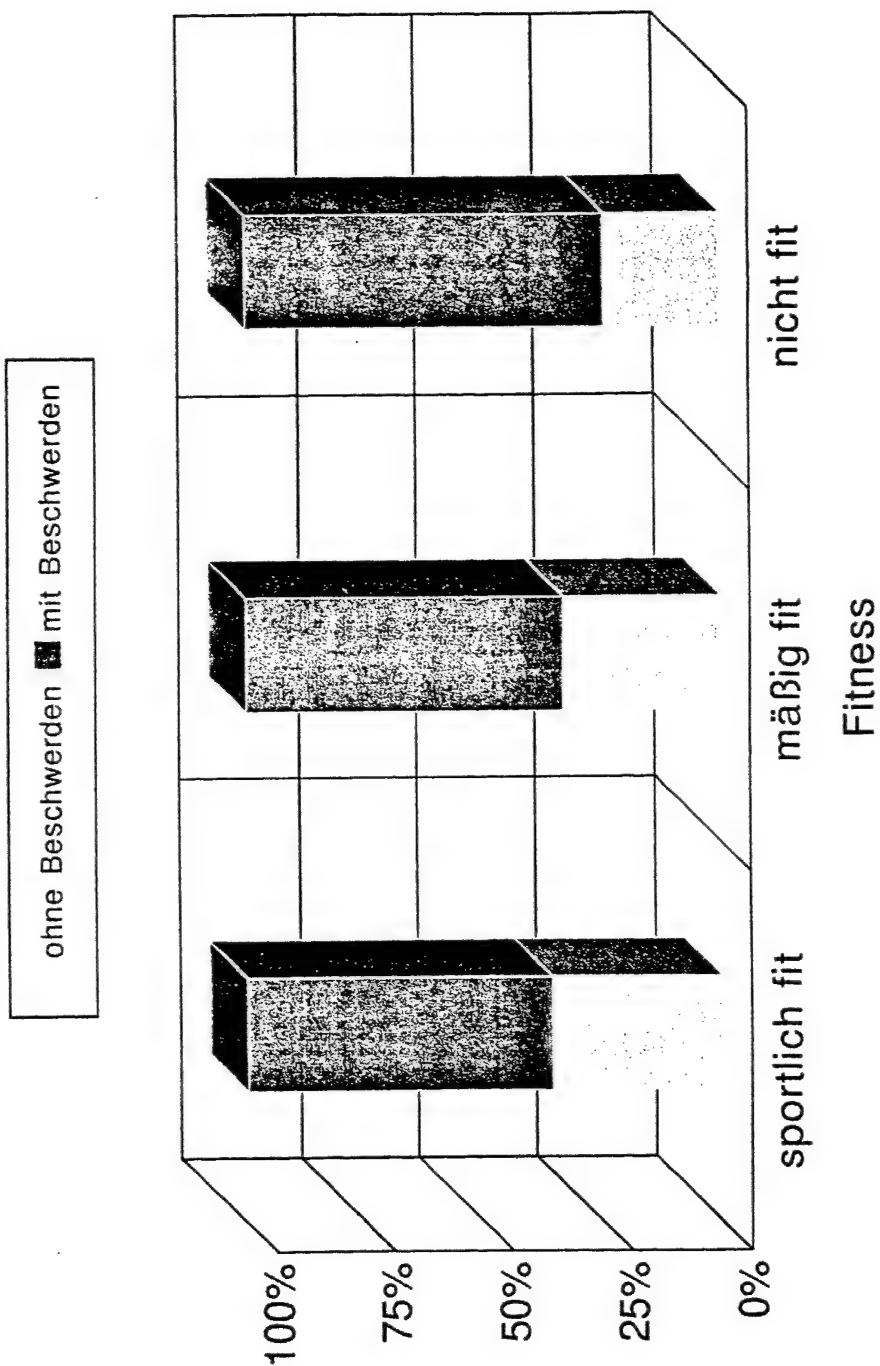 ohne Beschwerden mit Beschwerden
100%
75%
50%
25%
0%
sportlich fit mäßig fit nicht fit
Fitness